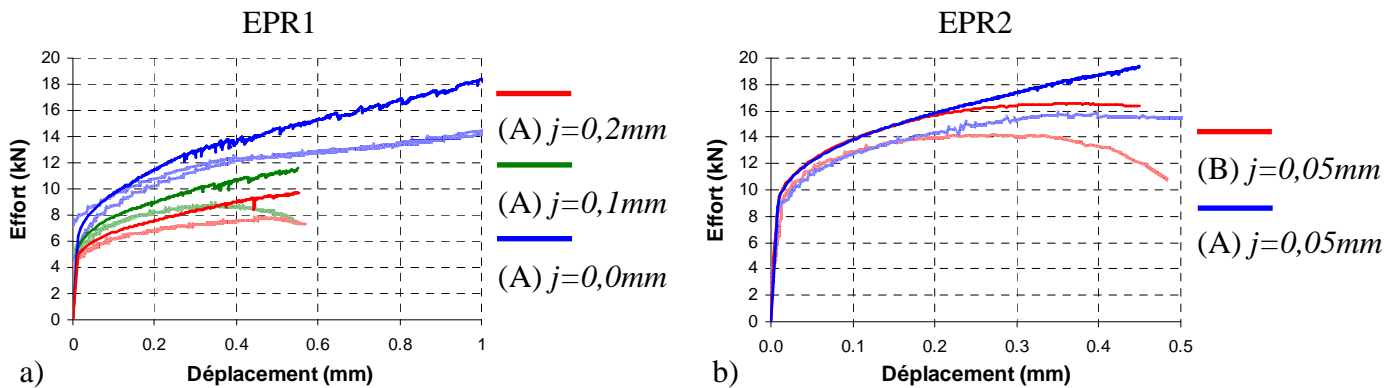 EPR1
20
18
16
14
12
10
8
6
4
2
0
Effort (kN)
0 0.2 0.4 0.6 0.8 1
Déplacement (mm)
a)
(A) j=0,2mm
(A) j=0,1mm
(A) j=0,0mm
EPR2
20
18
16
14
12
10
8
6
4
2
0
Effort (kN)
0.0 0.1 0.2 0.3 0.4 0.5
Déplacement (mm)
b)
(B) j=0,05mm
(A) j=0,05mm